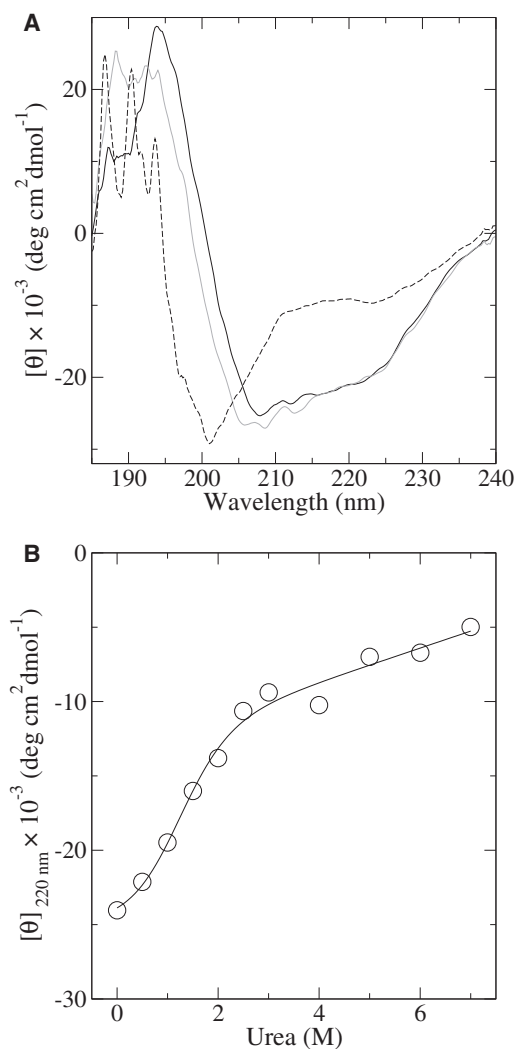 A
[θ] × 10⁻³ (deg cm² dmol⁻¹)
20
0
-20
190 200 210 220 230 240
Wavelength (nm)
B
[θ]₂₂₀ ₙₘ × 10⁻³ (deg cm² dmol⁻¹)
0
-10
-20
-30
0 2 4 6
Urea (M)